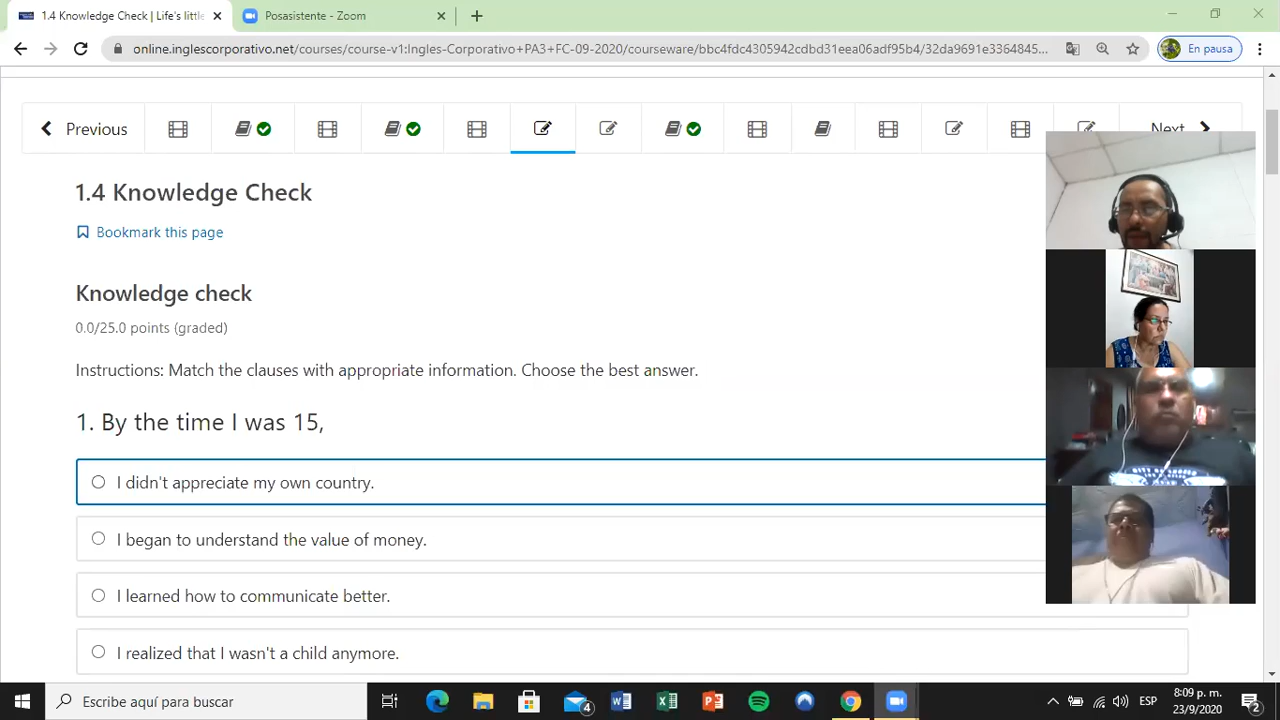 1.4 Knowledge Check | Life's little
Posasistente - Zoom
online.inglescorporativo.net/courses/course-v1:Ingles-Corporativo+PA3+FC-09-2020/courseware/bbc4fdc4305942cdbd31eea06adf95b4/32da9691e3364845...
En pausa
Previous
Next
1.4 Knowledge Check
Bookmark this page
Knowledge check
0.0/25.0 points (graded)
Instructions: Match the clauses with appropriate information. Choose the best answer.
1. By the time I was 15,
I didn't appreciate my own country.
I began to understand the value of money.
I learned how to communicate better.
I realized that I wasn't a child anymore.
Escribe aquí para buscar
4
ESP
8:09 p. m.
23/9/2020
2